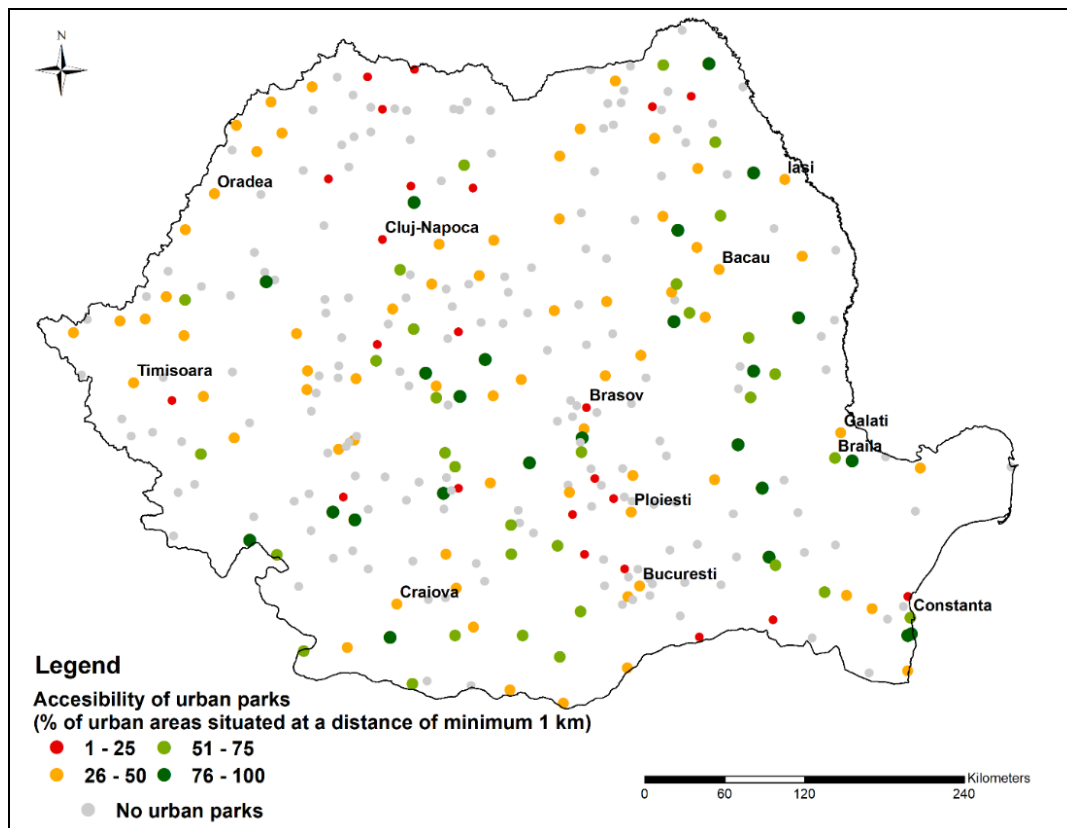 N
Iasi
Oradea
Cluj-Napoca
Bacau
Timisoara
Brasov
Galati
Braila
Ploiesti
Bucuresti
Craiova
Constanta
Legend
Accesibility of urban parks
(% of urban areas situated at a distance of minimum 1 km)
1 - 25 51 - 75
26 - 50 76 - 100
No urban parks
Kilometers
0 60 120 240